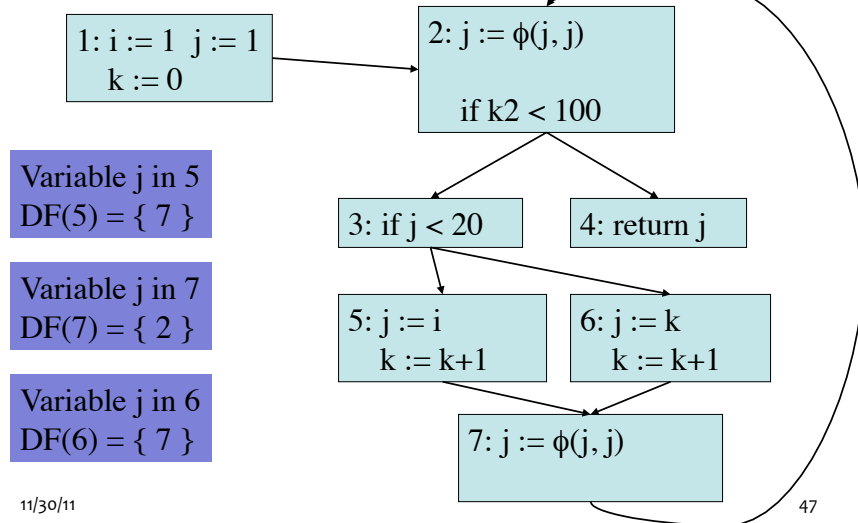 1: i := 1 j := 1
k := 0
2: j := ϕ(j, j)
if k2 < 100
Variable j in 5
DF(5) = { 7 }
3: if j < 20
4: return j
Variable j in 7
DF(7) = { 2 }
5: j := i
k := k+1
6: j := k
k := k+1
Variable j in 6
DF(6) = { 7 }
7: j := ϕ(j, j)
11/30/11
47